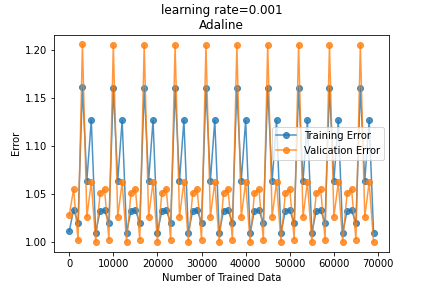 learning rate=0.001
Adaline
1.20
1.15
1.10
1.05
1.00
Error
Training Error
Valication Error
0 10000 20000 30000 40000 50000 60000 70000
Number of Trained Data